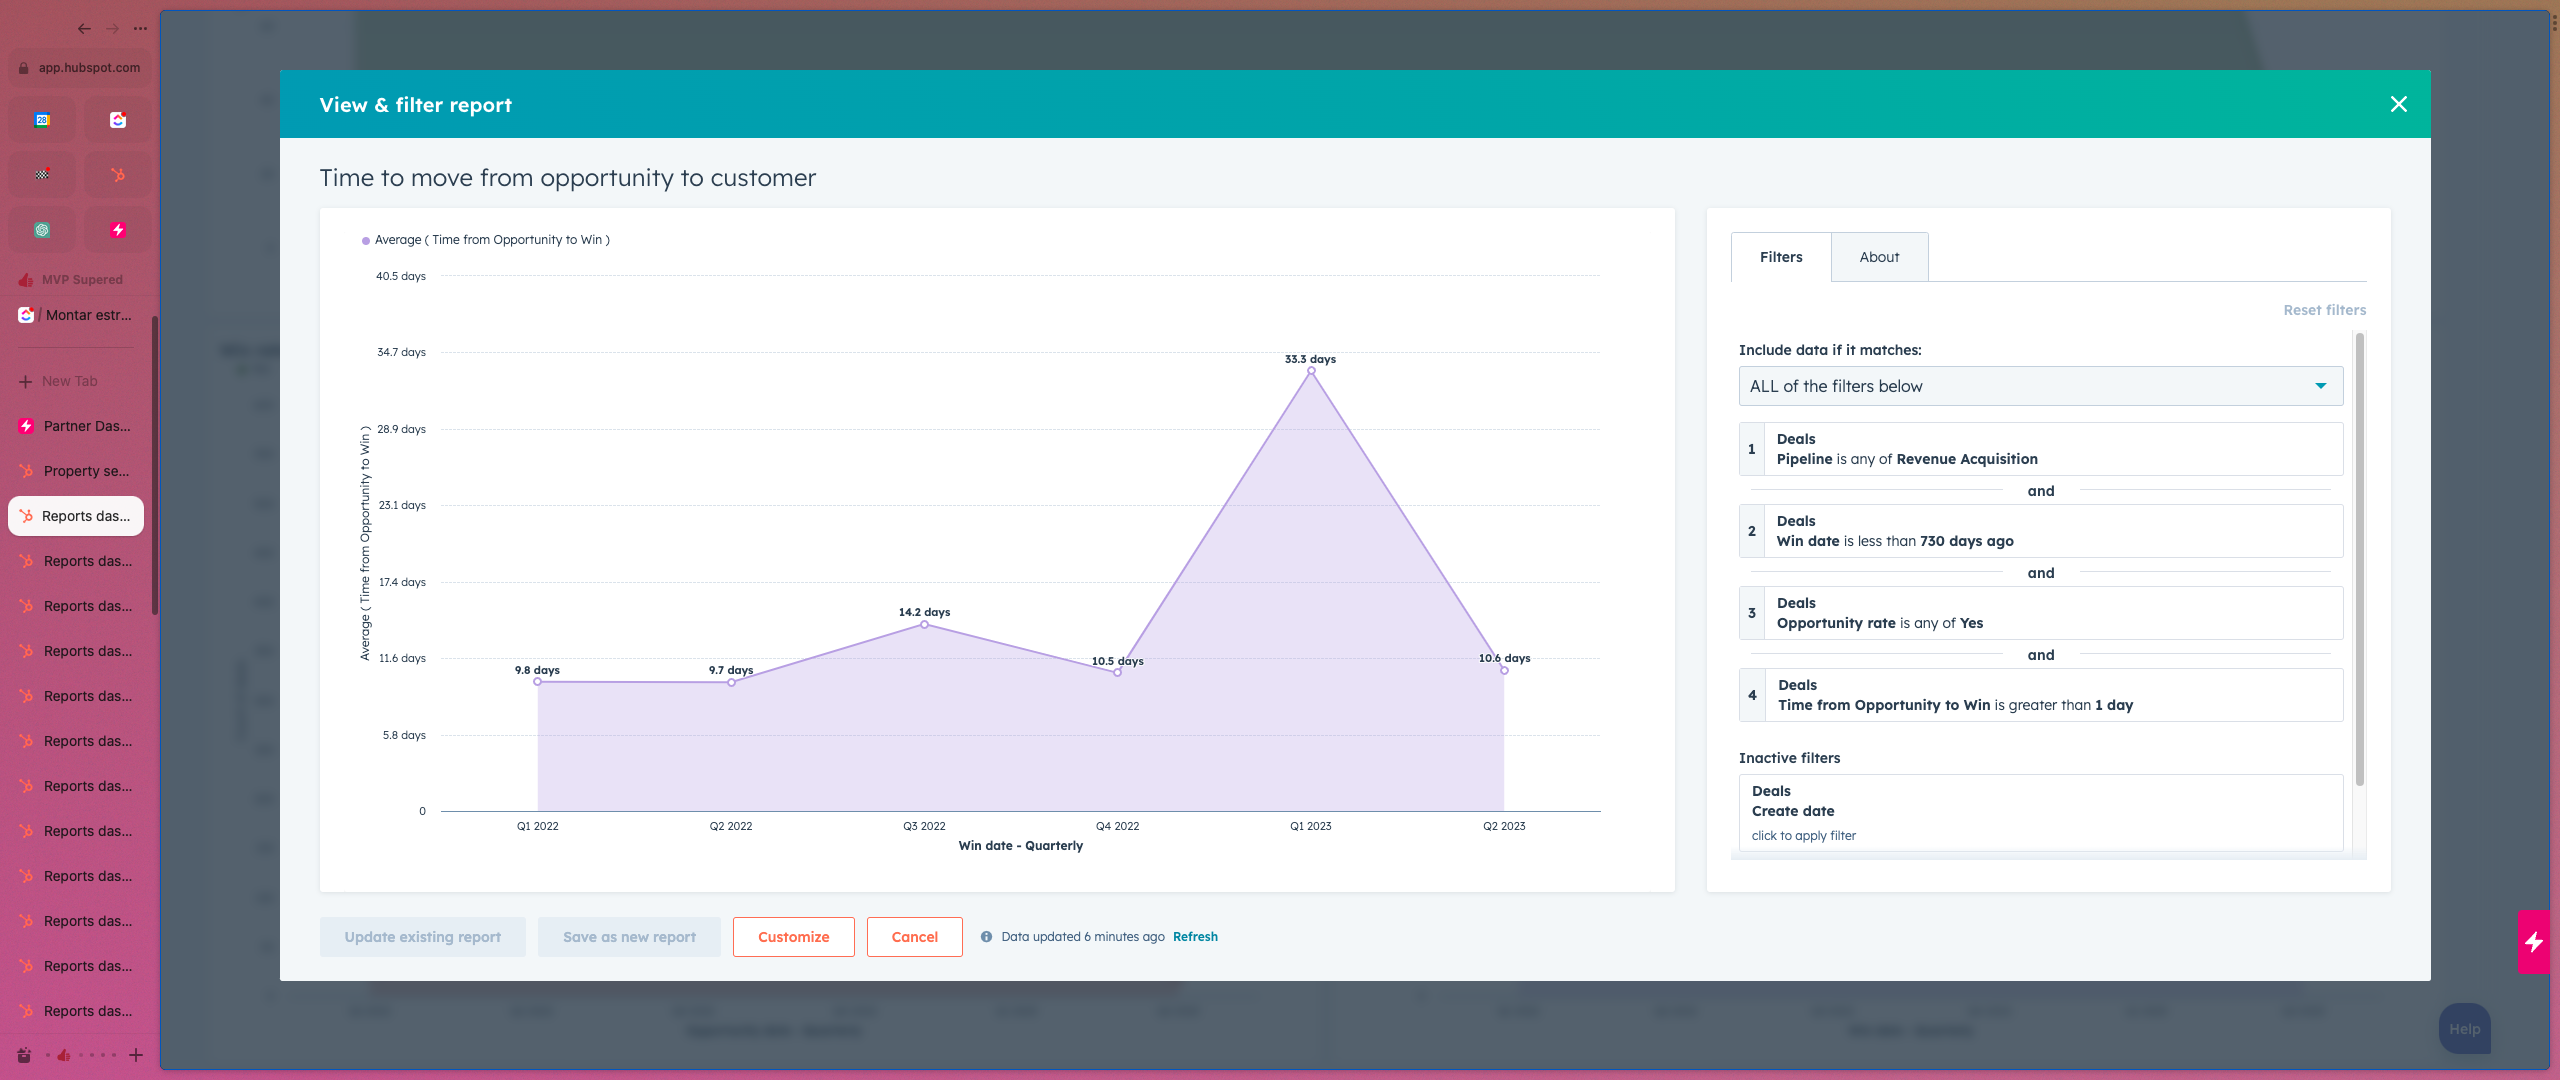 app.hubspot.com
28
MVP Supered
/ Montar estr...
New Tab
Partner Das...
Property se...
Reports das...
Reports das...
Reports das...
Reports das...
Reports das...
Reports das...
Reports das...
Reports das...
Reports das...
Reports das...
Reports das...
Reports das...
View & filter report
Time to move from opportunity to customer
Average ( Time from Opportunity to Win )
Average ( Time from Opportunity to Win )
40.5 days
34.7 days
28.9 days
23.1 days
17.4 days
11.6 days
5.8 days
0
9.8 days
9.7 days
14.2 days
10.5 days
33.3 days
10.6 days
Q1 2022
Q2 2022
Q3 2022
Q4 2022
Q1 2023
Q2 2023
Win date - Quarterly
Filters
About
Reset filters
Include data if it matches:
ALL of the filters below
1
Deals
Pipeline is any of Revenue Acquisition
and
2
Deals
Win date is less than 730 days ago
and
3
Deals
Opportunity rate is any of Yes
and
4
Deals
Time from Opportunity to Win is greater than 1 day
Inactive filters
Deals
Create date
click to apply filter
Update existing report
Save as new report
Customize
Cancel
Data updated 6 minutes ago Refresh
Help